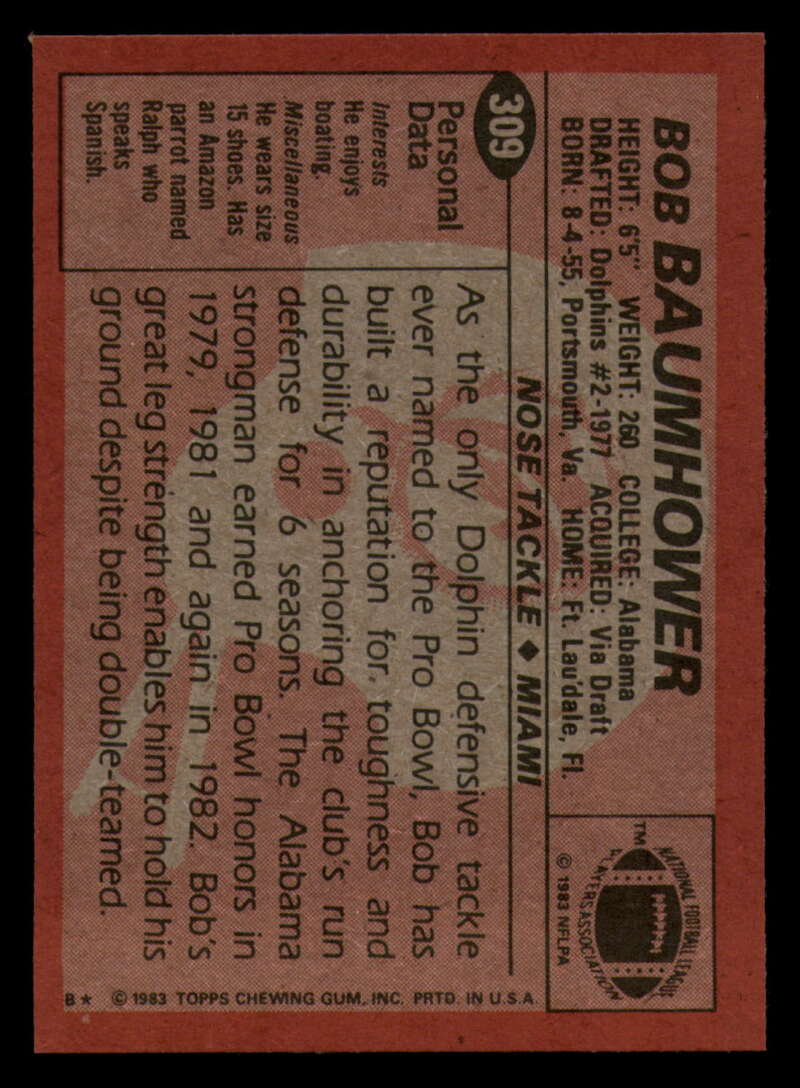 BOB BAUMHOWER
HEIGHT: 6'5" WEIGHT: 260 COLLEGE: Alabama
DRAFTED: Dolphins #2-1977 ACQUIRED: Via Draft
BORN: 8-4-55, Portsmouth, Va. HOME: Ft. Lau'dale, Fl.
NATIONAL FOOTBALL LEAGUE
PLAYERS ASSOCIATION
TM
© 1983 NFLPA
309
NOSE TACKLE ◆ MIAMI
Personal
Data
Interests
He enjoys
boating.
Miscellaneous
He wears size
15 shoes. Has
an Amazon
parrot named
Ralph who
speaks
Spanish.
As the only Dolphin defensive tackle
ever named to the Pro Bowl, Bob has
built a reputation for toughness and
durability in anchoring the club's run
defense for 6 seasons. The Alabama
strongman earned Pro Bowl honors in
1979, 1981 and again in 1982. Bob's
great leg strength enables him to hold his
ground despite being double-teamed.
B★ © 1983 TOPPS CHEWING GUM, INC. PRTD. IN U.S.A.